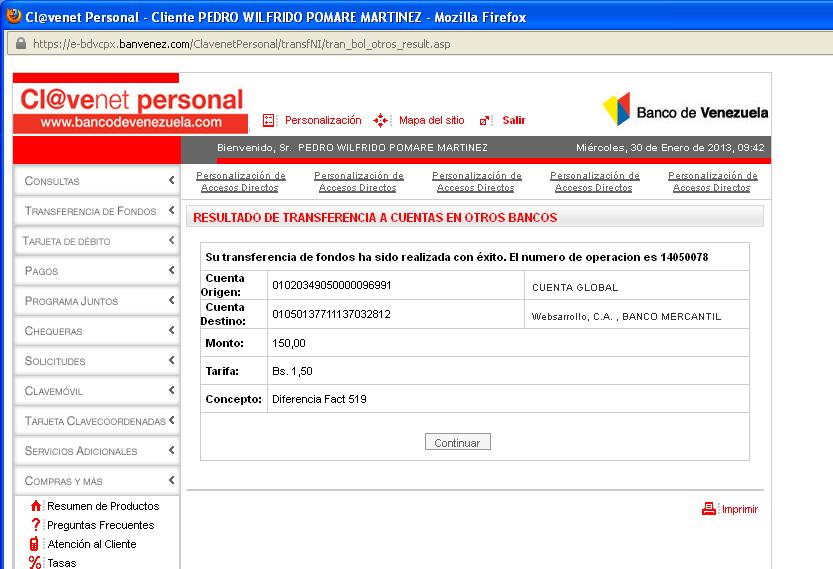 Cl@venet Personal - Cliente PEDRO WILFRIDO POMARE MARTINEZ - Mozilla Firefox
https://e-bdvcpx.banvenez.com/ClavenetPersonal/transfNI/tran_bol_otros_result.asp
Cl@venet personal
www.bancodevenezuela.com
Personalización
Mapa del sitio
Salir
Banco de Venezuela
Bienvenido, Sr. PEDRO WILFRIDO POMARE MARTINEZ
Miércoles, 30 de Enero de 2013, 09:42
Personalización de Accesos Directos
Personalización de Accesos Directos
Personalización de Accesos Directos
Personalización de Accesos Directos
Personalización de Accesos Directos
CONSULTAS
TRANSFERENCIA DE FONDOS
TARJETA DE DÉBITO
PAGOS
PROGRAMA JUNTOS
CHEQUERAS
SOLICITUDES
CLAVEMÓVIL
TARJETA CLAVECOORDENADAS
SERVICIOS ADICIONALES
COMPRAS Y MÁS
Resumen de Productos
Preguntas Frecuentes
Atención al Cliente
Tasas
RESULTADO DE TRANSFERENCIA A CUENTAS EN OTROS BANCOS
Su transferencia de fondos ha sido realizada con éxito. El numero de operacion es 14050078
Cuenta Origen: 01020349050000096991 CUENTA GLOBAL
Cuenta Destino: 01050137711137032812 Websarrollo, C.A. , BANCO MERCANTIL
Monto: 150,00
Tarifa: Bs. 1,50
Concepto: Diferencia Fact 519
Continuar
Imprimir